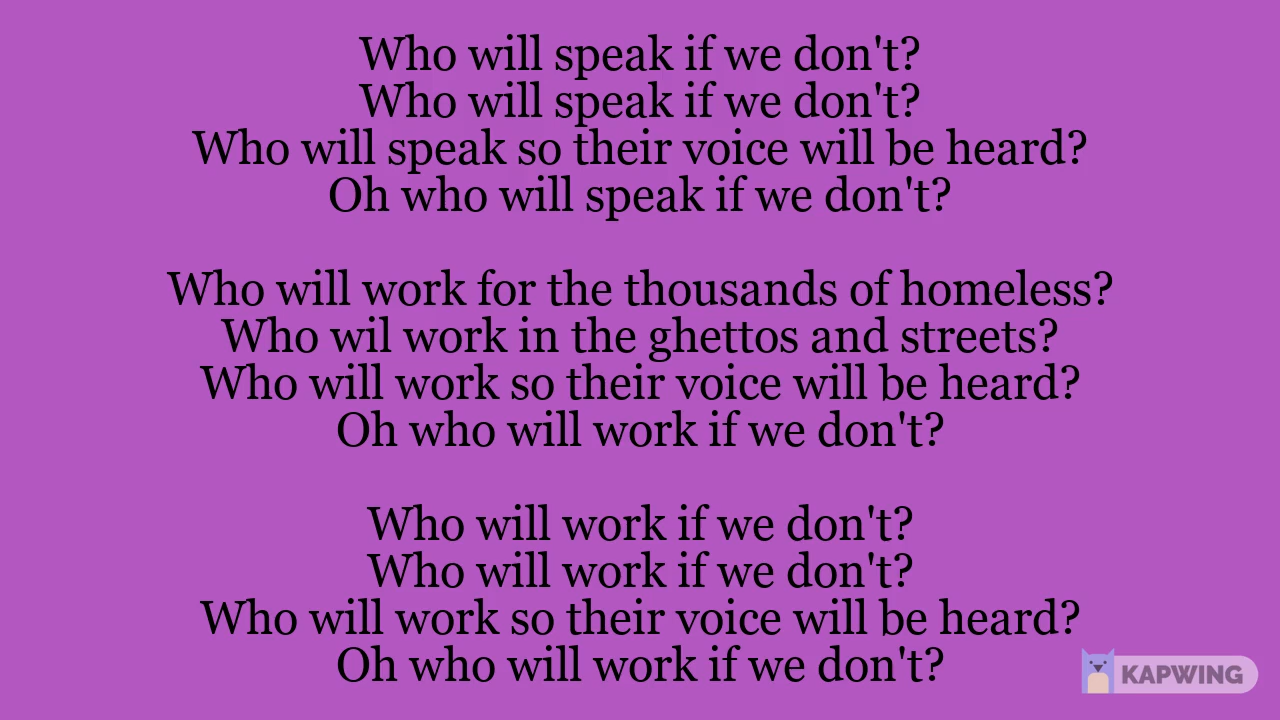 Who will speak if we don't?
Who will speak if we don't?
Who will speak so their voice will be heard?
Oh who will speak if we don't?
Who will work for the thousands of homeless?
Who wil work in the ghettos and streets?
Who will work so their voice will be heard?
Oh who will work if we don't?
Who will work if we don't?
Who will work if we don't?
Who will work so their voice will be heard?
Oh who will work if we don't?
KAPWING